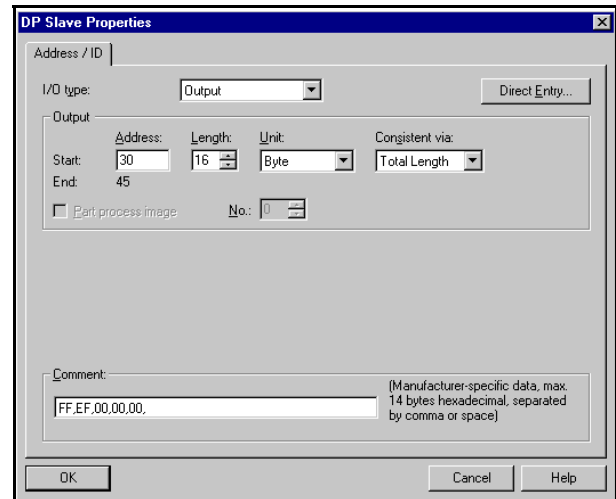 DP Slave Properties
Address / ID
I/O type: Output Direct Entry...
Output
Address: Length: Unit: Consistent via:
Start: 30 16 Byte Total Length
End: 45
Part process image No.: 0
Comment:
FF,EF,00,00,00,
(Manufacturer-specific data, max.
14 bytes hexadecimal, separated
by comma or space)
OK Cancel Help